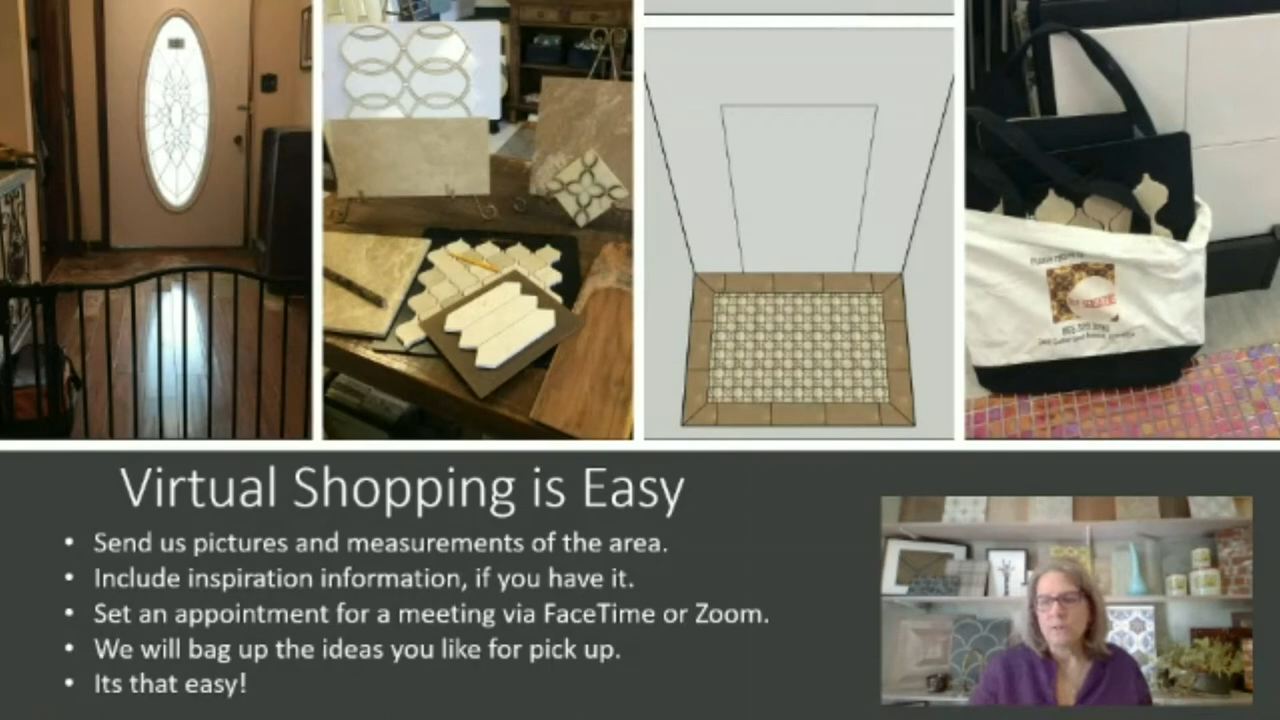 Virtual Shopping is Easy
• Send us pictures and measurements of the area.
• Include inspiration information, if you have it.
• Set an appointment for a meeting via FaceTime or Zoom.
• We will bag up the ideas you like for pick up.
• Its that easy!